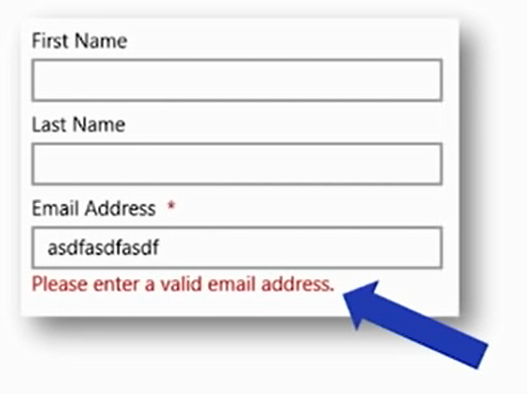 First Name
Last Name
Email Address *
asdfasdfasdf
Please enter a valid email address.